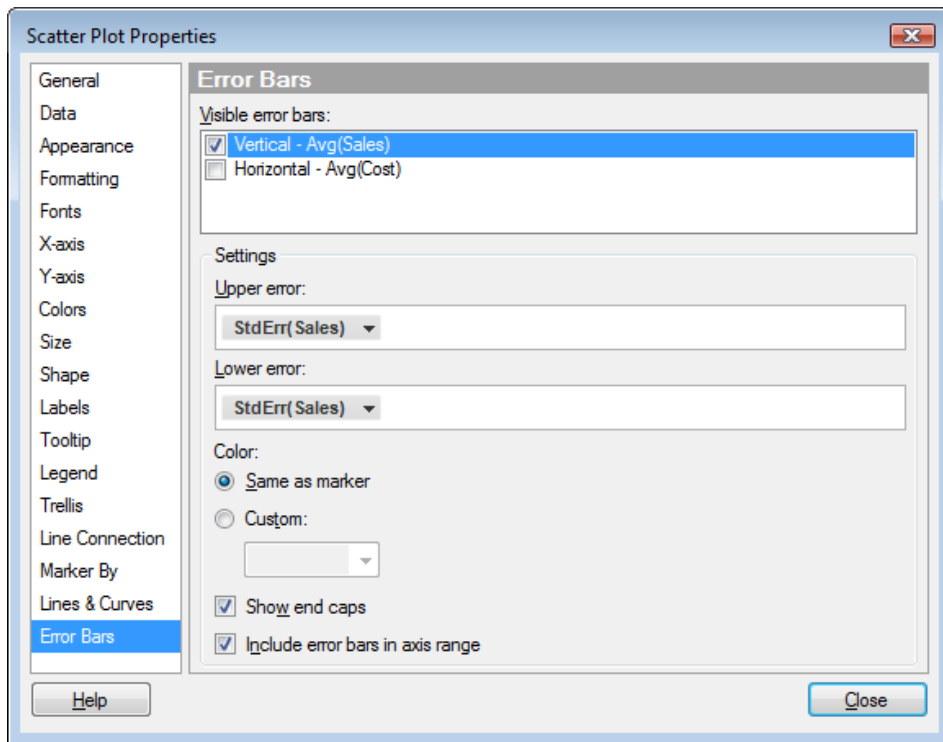 Scatter Plot Properties
General
Data
Appearance
Formatting
Fonts
X-axis
Y-axis
Colors
Size
Shape
Labels
Tooltip
Legend
Trellis
Line Connection
Marker By
Lines & Curves
Error Bars
Error Bars
Visible error bars:
Vertical - Avg(Sales)
Horizontal - Avg(Cost)
Settings
Upper error:
StdErr(Sales)
Lower error:
StdErr(Sales)
Color:
Same as marker
Custom:
Show end caps
Include error bars in axis range
Help
Close